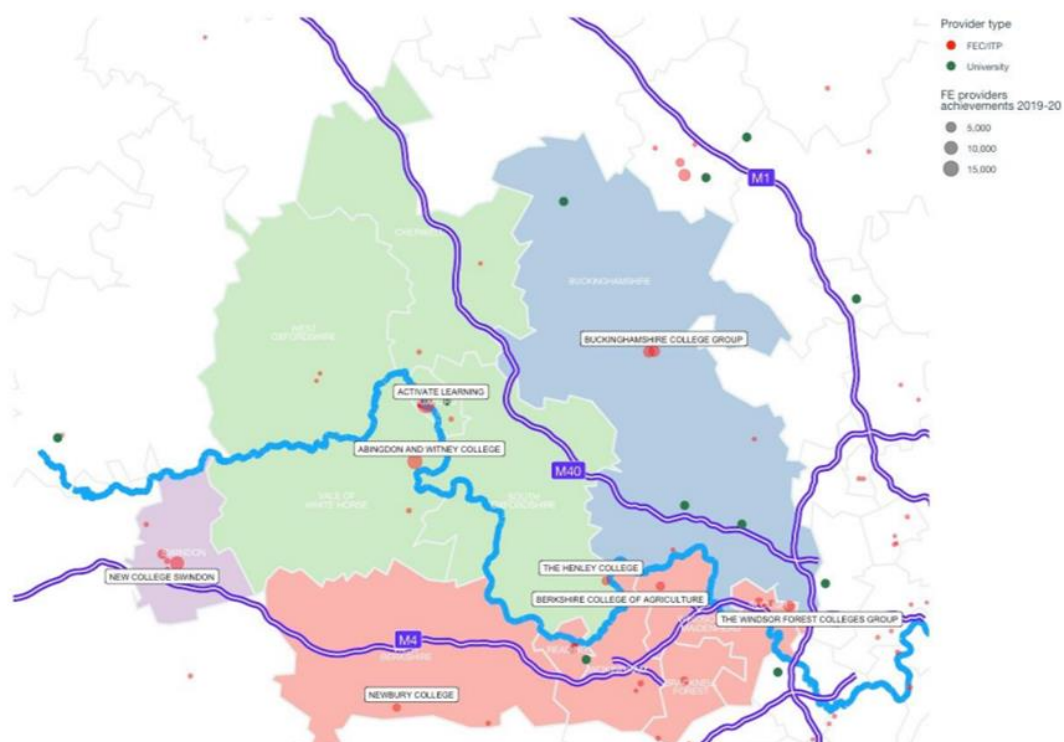 Provider type
FEC/ITP
University
FE providers
achievements 2019-20
5,000
10,000
15,000
M1
BUCKINGHAMSHIRE
WEST
OXFORDSHIRE
BUCKINGHAMSHIRE COLLEGE GROUP
ACTIVATE LEARNING
ABINGDON AND WITNEY COLLEGE
M40
VALE OF
WHITE HORSE
SOUTH
OXFORDSHIRE
SWINDON
NEW COLLEGE SWINDON
THE HENLEY COLLEGE
BERKSHIRE COLLEGE OF AGRICULTURE
THE WINDSOR FOREST COLLEGES GROUP
M4
BERKSHIRE
FOREST
NEWBURY COLLEGE